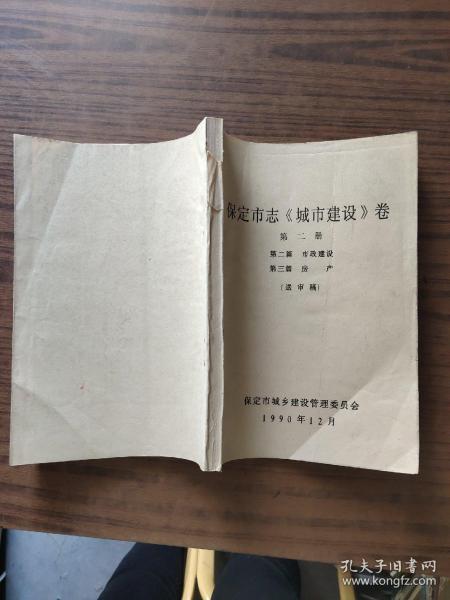 保定市志《城市建设》卷
第二册
第二篇 市政建设
第三篇 房产
(送审稿)
保定市城乡建设管理委员会
1990年12月
孔夫子旧书网
www.kongfz.com